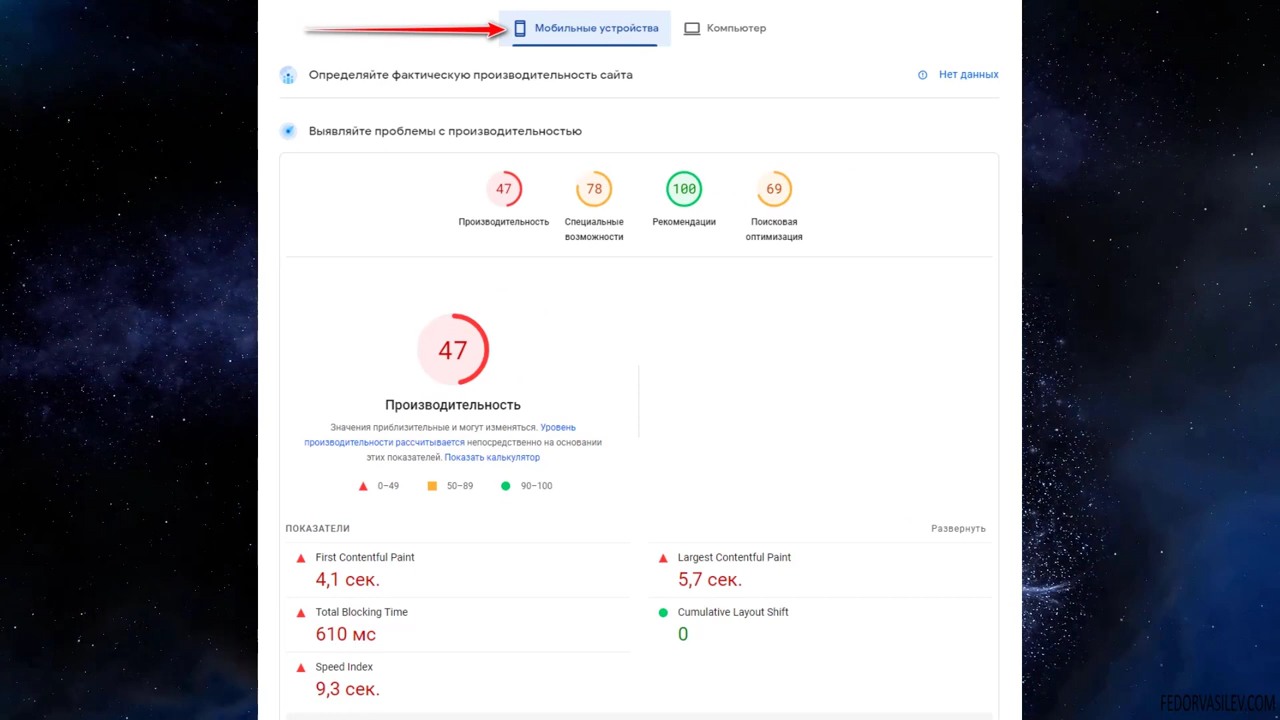 Мобильные устройства
Компьютер
Определяйте фактическую производительность сайта
Нет данных
Выявляйте проблемы с производительностью
47
78
100
69
Производительность
Специальные
возможности
Рекомендации
Поисковая
оптимизация
47
Производительность
Значения приблизительные и могут изменяться. Уровень
производительности рассчитывается непосредственно на основании
этих показателей. Показать калькулятор
0–49
50–89
90–100
ПОКАЗАТЕЛИ
Развернуть
First Contentful Paint
4,1 сек.
Largest Contentful Paint
5,7 сек.
Total Blocking Time
610 мс
Cumulative Layout Shift
0
Speed Index
9,3 сек.
FEDORVASILEV.COM